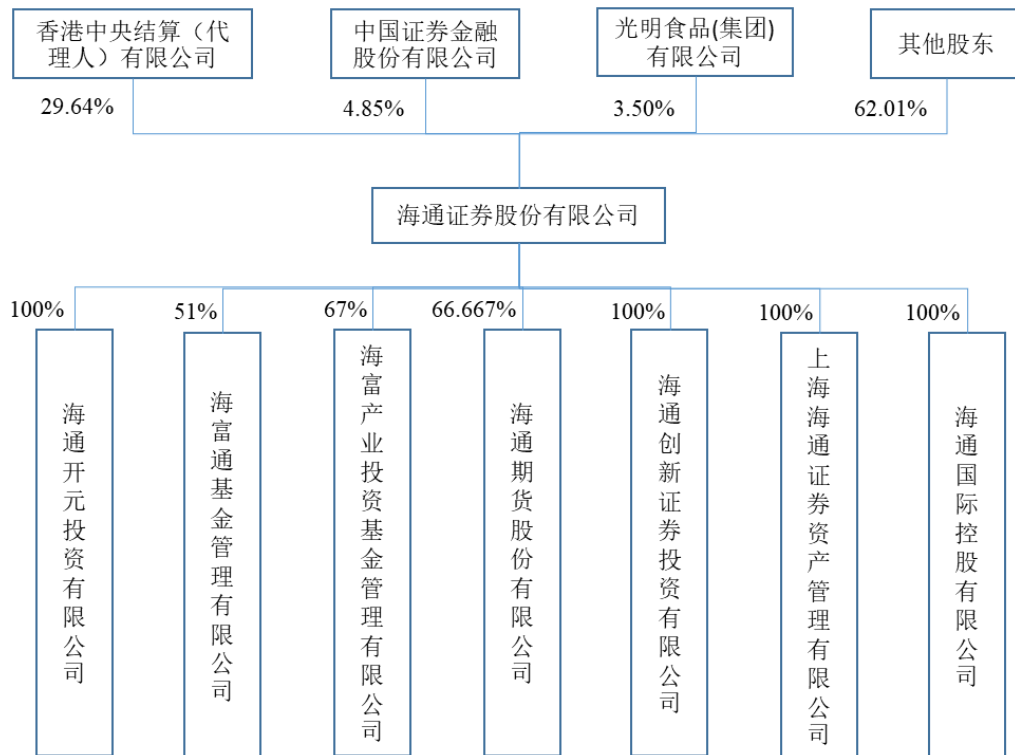 香港中央结算（代
理人）有限公司
中国证券金融
股份有限公司
光明食品(集团)
有限公司
其他股东
29.64%
4.85%
3.50%
62.01%
海通证券股份有限公司
100%
51%
67%
66.667%
100%
100%
100%
海通开元投资有限公司
海富通基金管理有限公司
海富产业投资基金管理有限公司
海通期货股份有限公司
海通创新证券投资有限公司
上海海通证券资产管理有限公司
海通国际控股有限公司